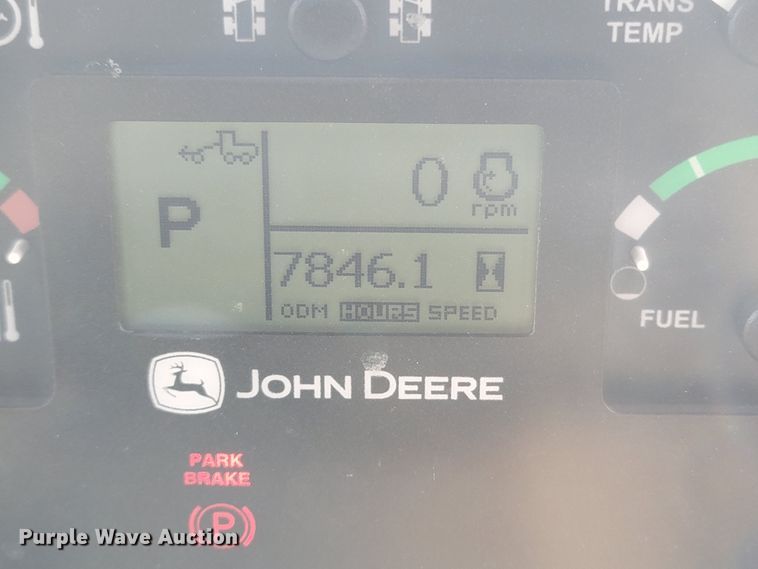 TRANS
TEMP
0
rpm
P
7846.1
ODM HOURS SPEED
FUEL
JOHN DEERE
PARK
BRAKE
P
Purple Wave Auction